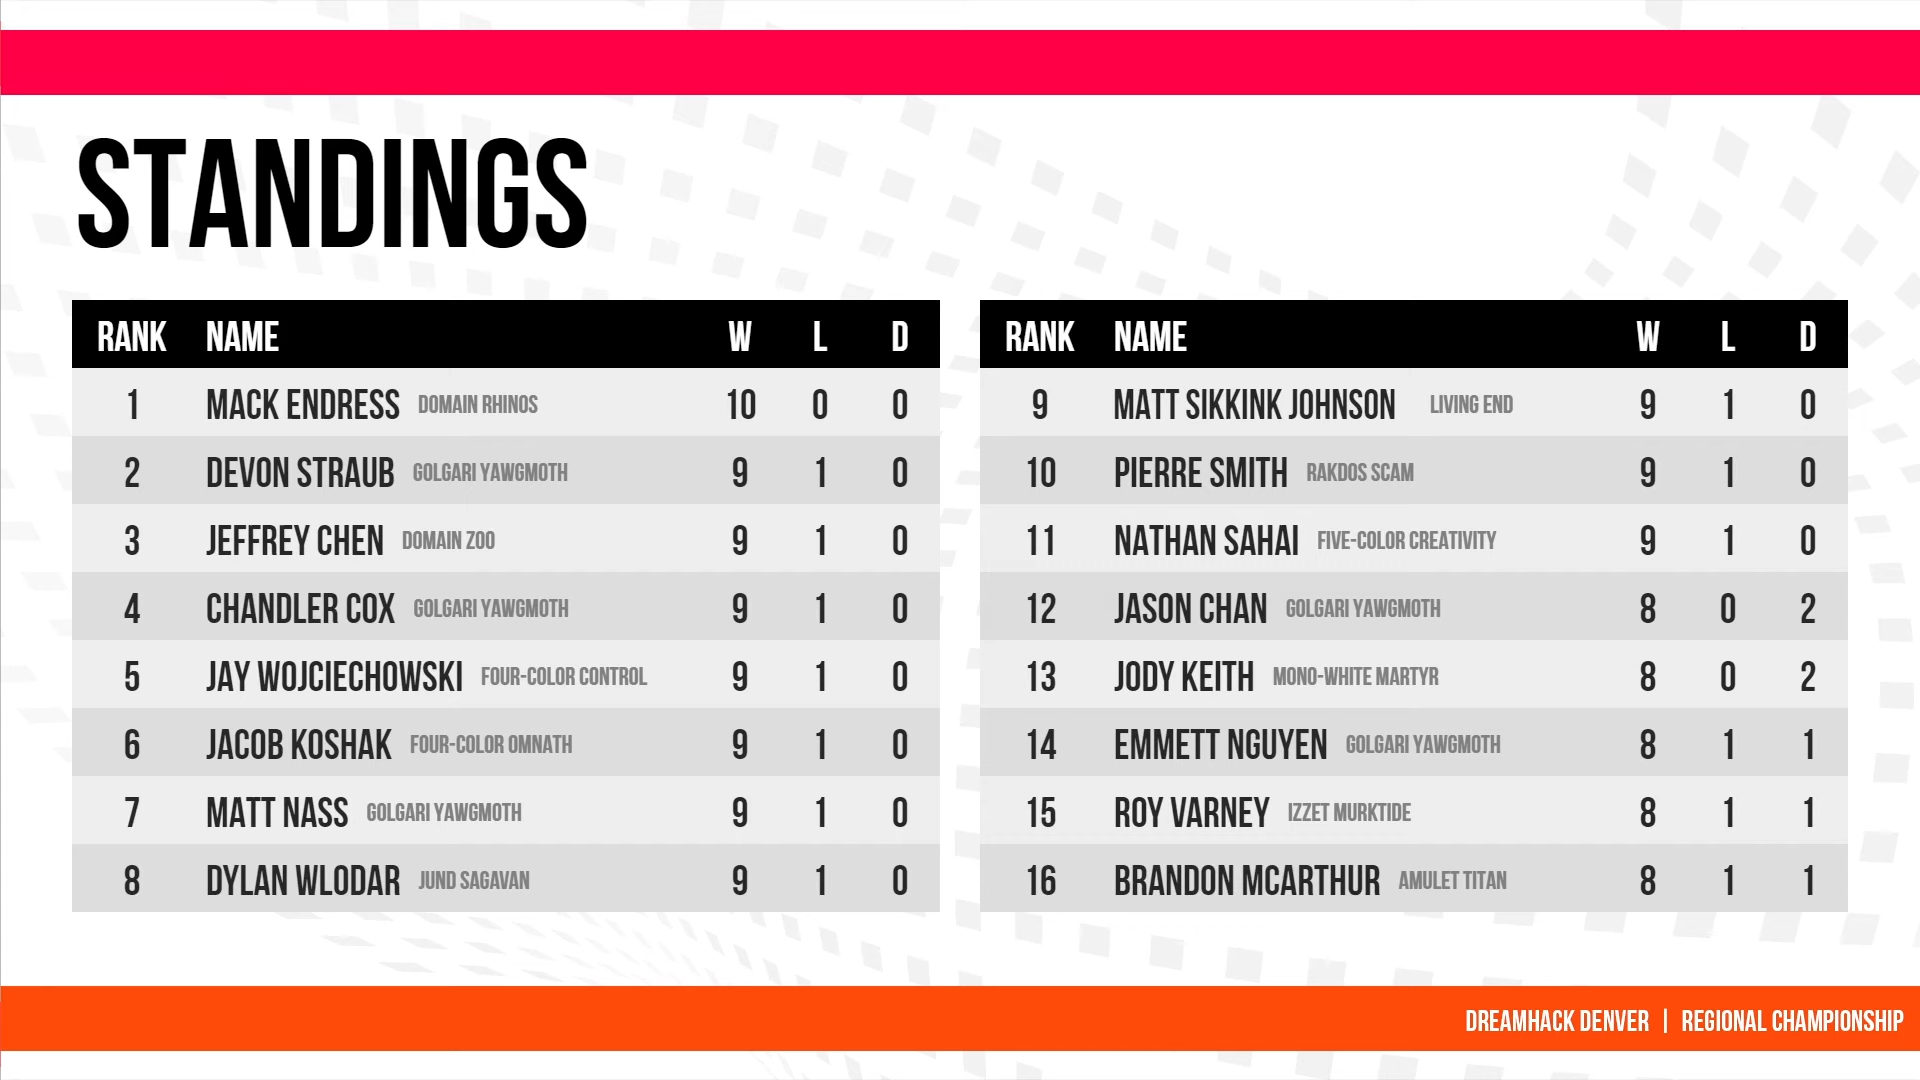 STANDINGS
RANK NAME W L D
1 MACK ENDRESS DOMAIN RHINOS 10 0 0
2 DEVON STRAUB GOLGARI YAWGMOTH 9 1 0
3 JEFFREY CHEN DOMAIN ZOO 9 1 0
4 CHANDLER COX GOLGARI YAWGMOTH 9 1 0
5 JAY WOJCIECHOWSKI FOUR-COLOR CONTROL 9 1 0
6 JACOB KOSHAK FOUR-COLOR OMNATH 9 1 0
7 MATT NASS GOLGARI YAWGMOTH 9 1 0
8 DYLAN WLODAR JUND SAGAVAN 9 1 0
RANK NAME W L D
9 MATT SIKKINK JOHNSON LIVING END 9 1 0
10 PIERRE SMITH RAKDOS SCAM 9 1 0
11 NATHAN SAHAI FIVE-COLOR CREATIVITY 9 1 0
12 JASON CHAN GOLGARI YAWGMOTH 8 0 2
13 JODY KEITH MONO-WHITE MARTYR 8 0 2
14 EMMETT NGUYEN GOLGARI YAWGMOTH 8 1 1
15 ROY VARNEY IZZET MURKTIDE 8 1 1
16 BRANDON MCARTHUR AMULET TITAN 8 1 1
DREAMHACK DENVER | REGIONAL CHAMPIONSHIP